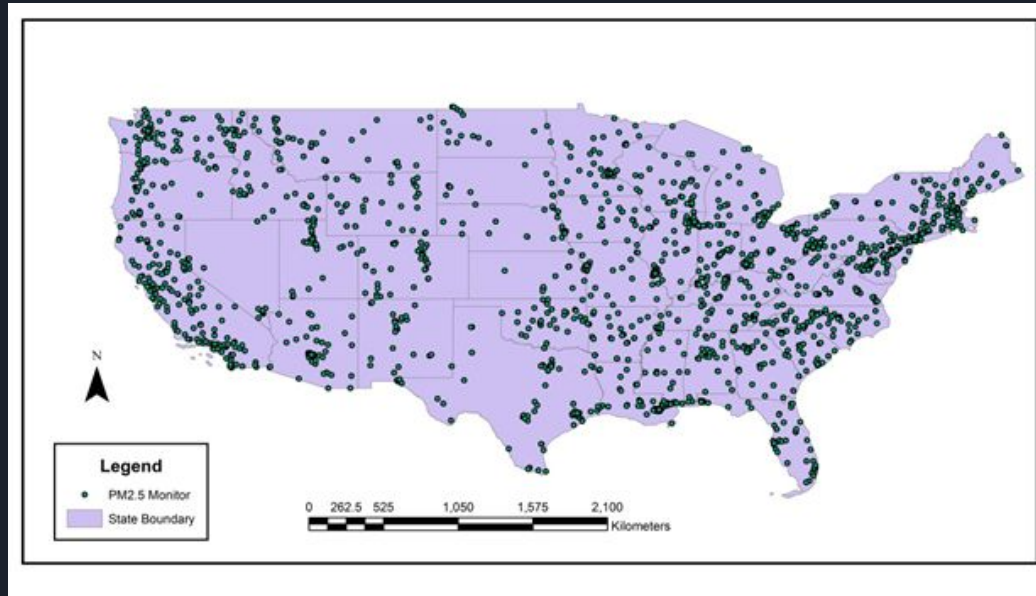 N
Legend
PM2.5 Monitor
State Boundary
0 262.5 525 1,050 1,575 2,100
Kilometers